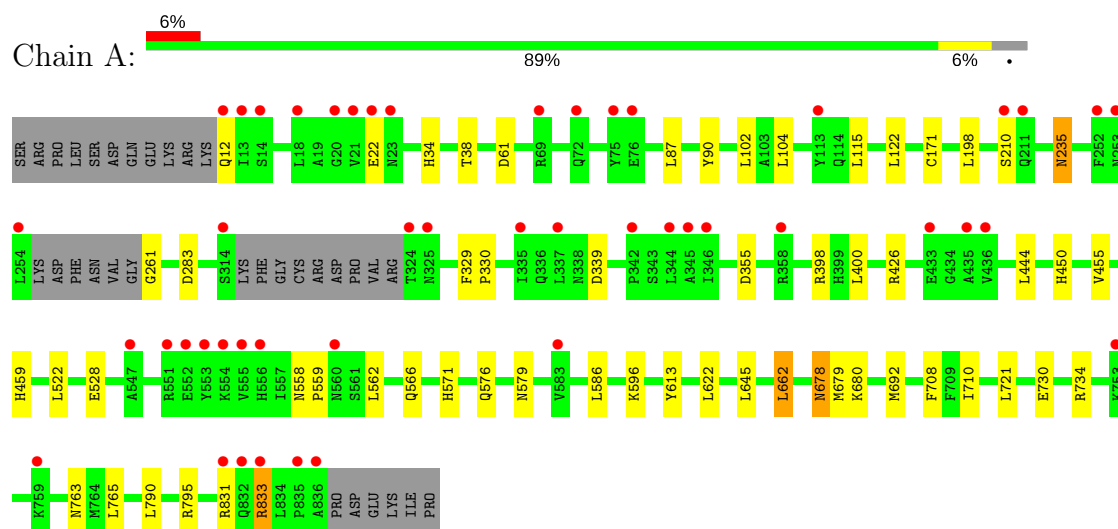 6%
Chain A:
89% 6% •
SER ARG PRO LEU SER ASP GLN GLU LYS ARG LYS Q12 I13 S14 L18 A19 G20 V21 E22 N23 H34 T38 D61 R69 Q72 Y75 E76 L87 Y90 L102 A103 L104 Y113 Q114 L115 L122 C171 L198 S210 Q211 N235 F252 N253
L254 LYS ASP PHE ASN VAL GLY G261 D283 S314 LYS PHE GLY CYS ARG ASP PRO VAL ARG T324 N325 F329 P330 I335 Q336 L337 N338 D339 P342 S343 L344 A345 I346 D355 R358 R398 H399 L400 R426 E433 G434 A435 V436 L444 H450 V455
H459 L522 E528 A547 R551 E552 Y553 K554 V555 H556 I557 N558 P559 N560 S561 L562 Q566 H571 Q576 N579 V583 L586 K596 Y613 L622 L645 L662 N678 M679 K680 M692 F708 F709 I710 L721 E730 R734 K753
K759 N763 M764 L765 L790 R795 R831 Q832 R833 L834 P835 A836 PRO ASP GLU LYS ILE PRO